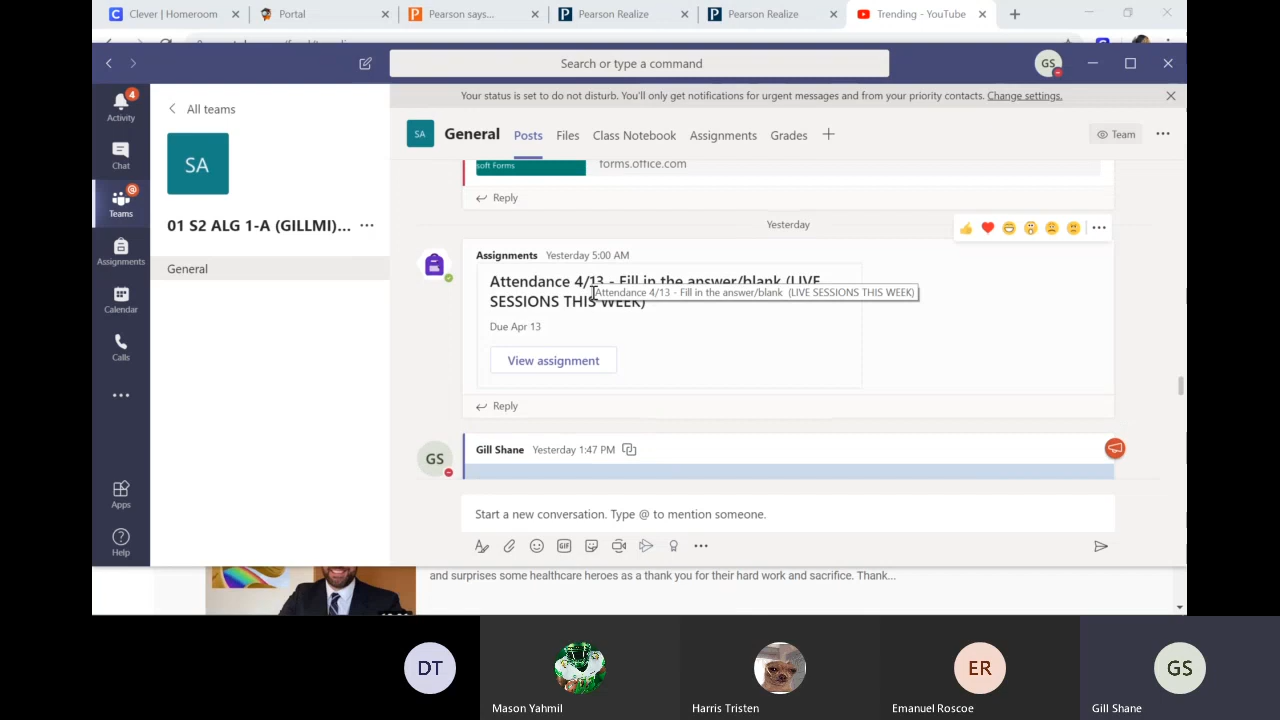 Clever | Homeroom
Portal
Pearson says...
Pearson Realize
Pearson Realize
Trending - YouTube
Search or type a command
GS
Your status is set to do not disturb. You'll only get notifications for urgent messages and from your priority contacts. Change settings.
4
Activity
Chat
Teams
Assignments
Calendar
Calls
Apps
Help
All teams
SA
01 S2 ALG 1-A (GILLMI)...
General
SA
General
Posts
Files
Class Notebook
Assignments
Grades
Team
soft Forms
forms.office.com
Reply
Yesterday
Assignments Yesterday 5:00 AM
Attendance 4/13 - Fill in the answer/blank (LIVE
SESSIONS THIS WEEK)
Attendance 4/13 - Fill in the answer/blank (LIVE SESSIONS THIS WEEK)
Due Apr 13
View assignment
Reply
GS
Gill Shane Yesterday 1:47 PM
Start a new conversation. Type @ to mention someone.
GIF
and surprises some healthcare heroes as a thank you for their hard work and sacrifice. Thank...
DT
Mason Yahmil
Harris Tristen
ER
Emanuel Roscoe
GS
Gill Shane